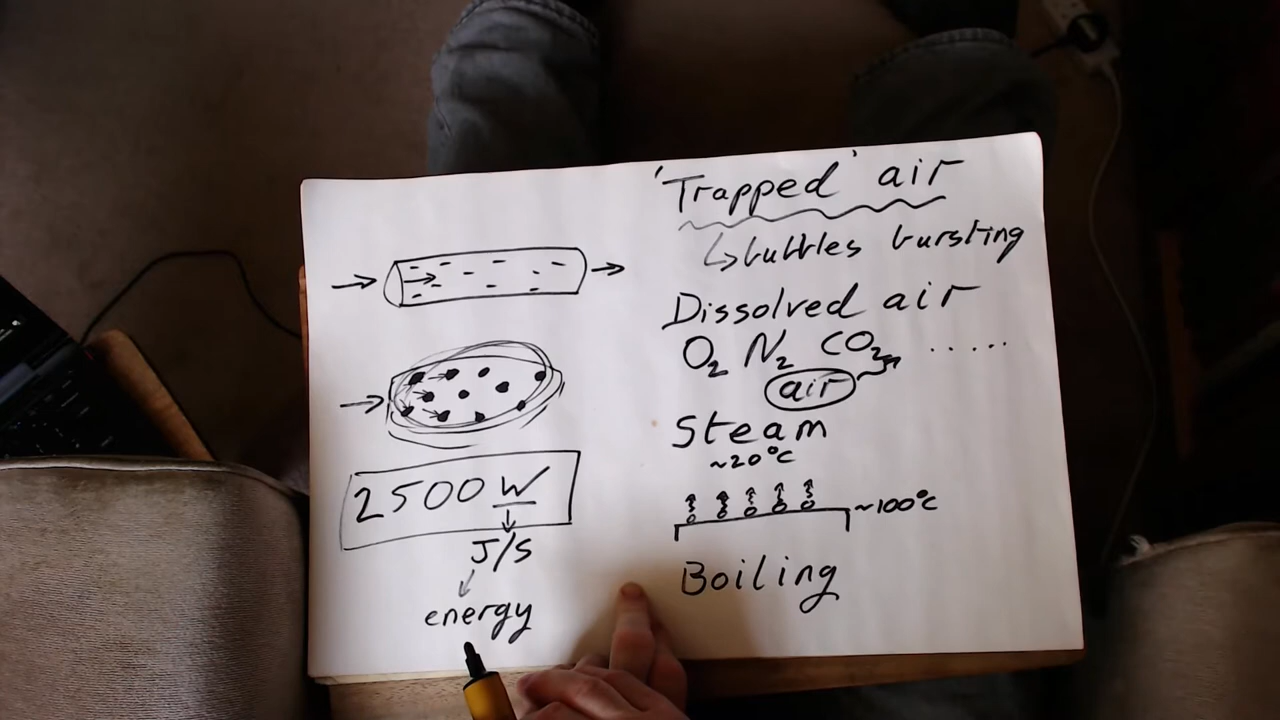 2500 W
J/S
energy
'Trapped' air
↳ bubbles bursting
Dissolved air
O₂ N₂ CO₂ ......
air
Steam
~20°C
~100°C
Boiling